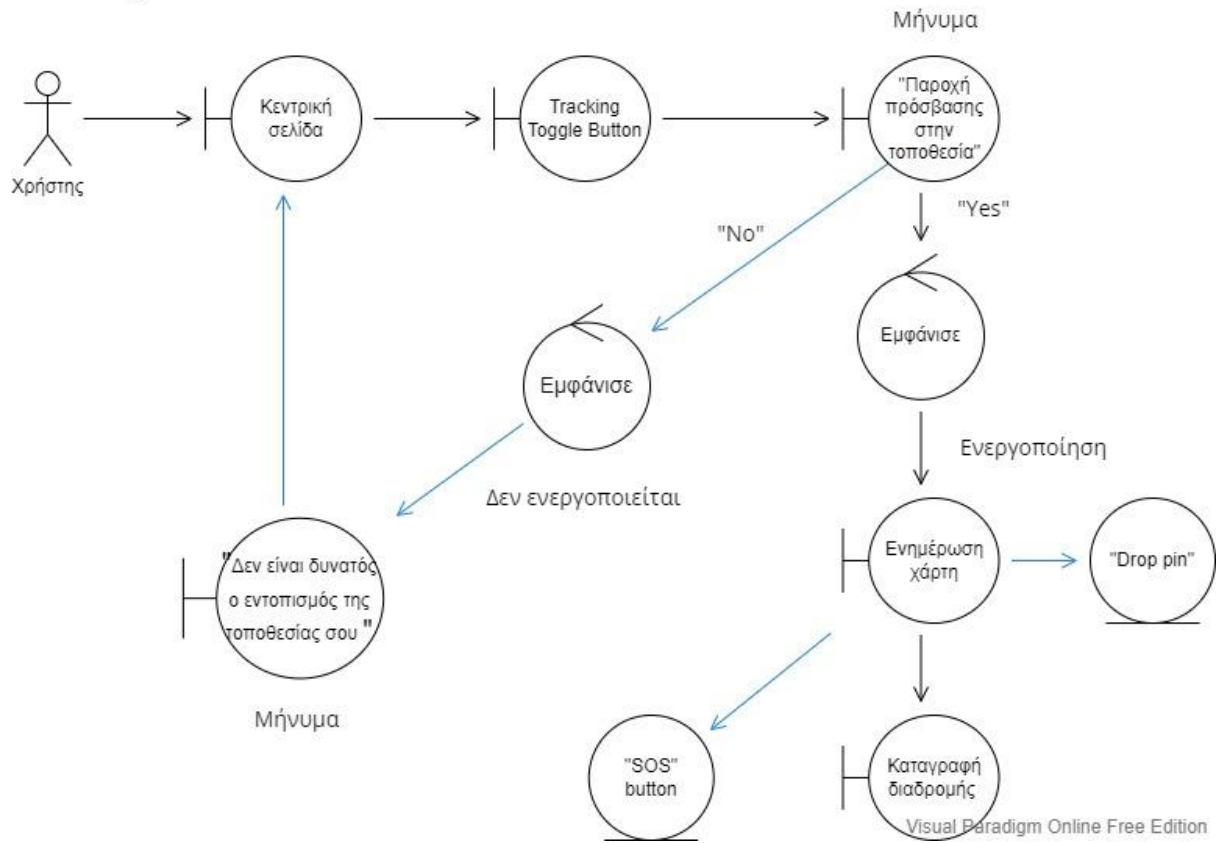 Μήνυμα
Χρήστης
Κεντρική
σελίδα
Tracking
Toggle Button
"Παροχή
πρόσβασης
στην
τοποθεσία"
"No"
"Yes"
Εμφάνισε
Εμφάνισε
Δεν ενεργοποιείται
Ενεργοποίηση
"Δεν είναι δυνατός
ο εντοπισμός της
τοποθεσίας σου "
Μήνυμα
Ενημέρωση
χάρτη
"Drop pin"
"SOS"
button
Καταγραφή
διαδρομής
Visual Paradigm Online Free Edition